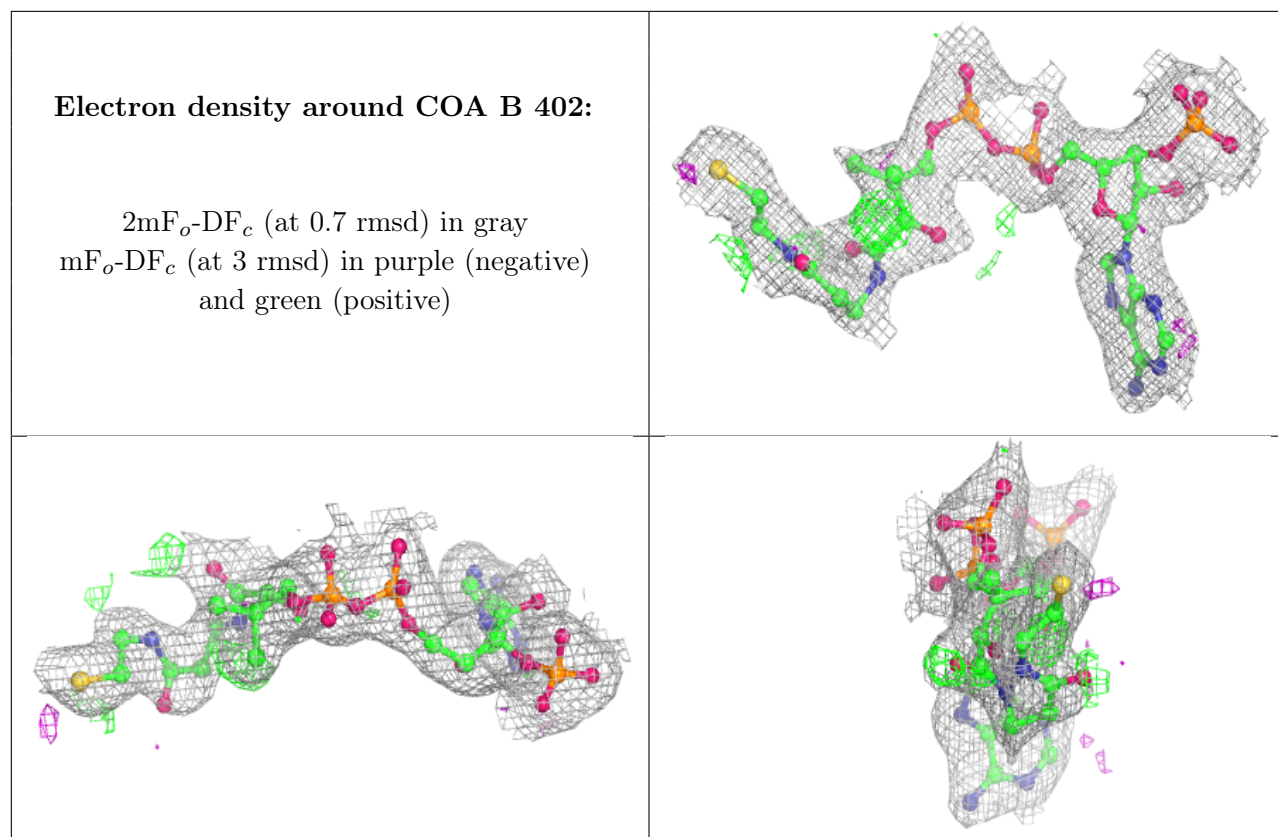 Electron density around COA B 402:
2mFo-DFc (at 0.7 rmsd) in gray
mFo-DFc (at 3 rmsd) in purple (negative)
and green (positive)